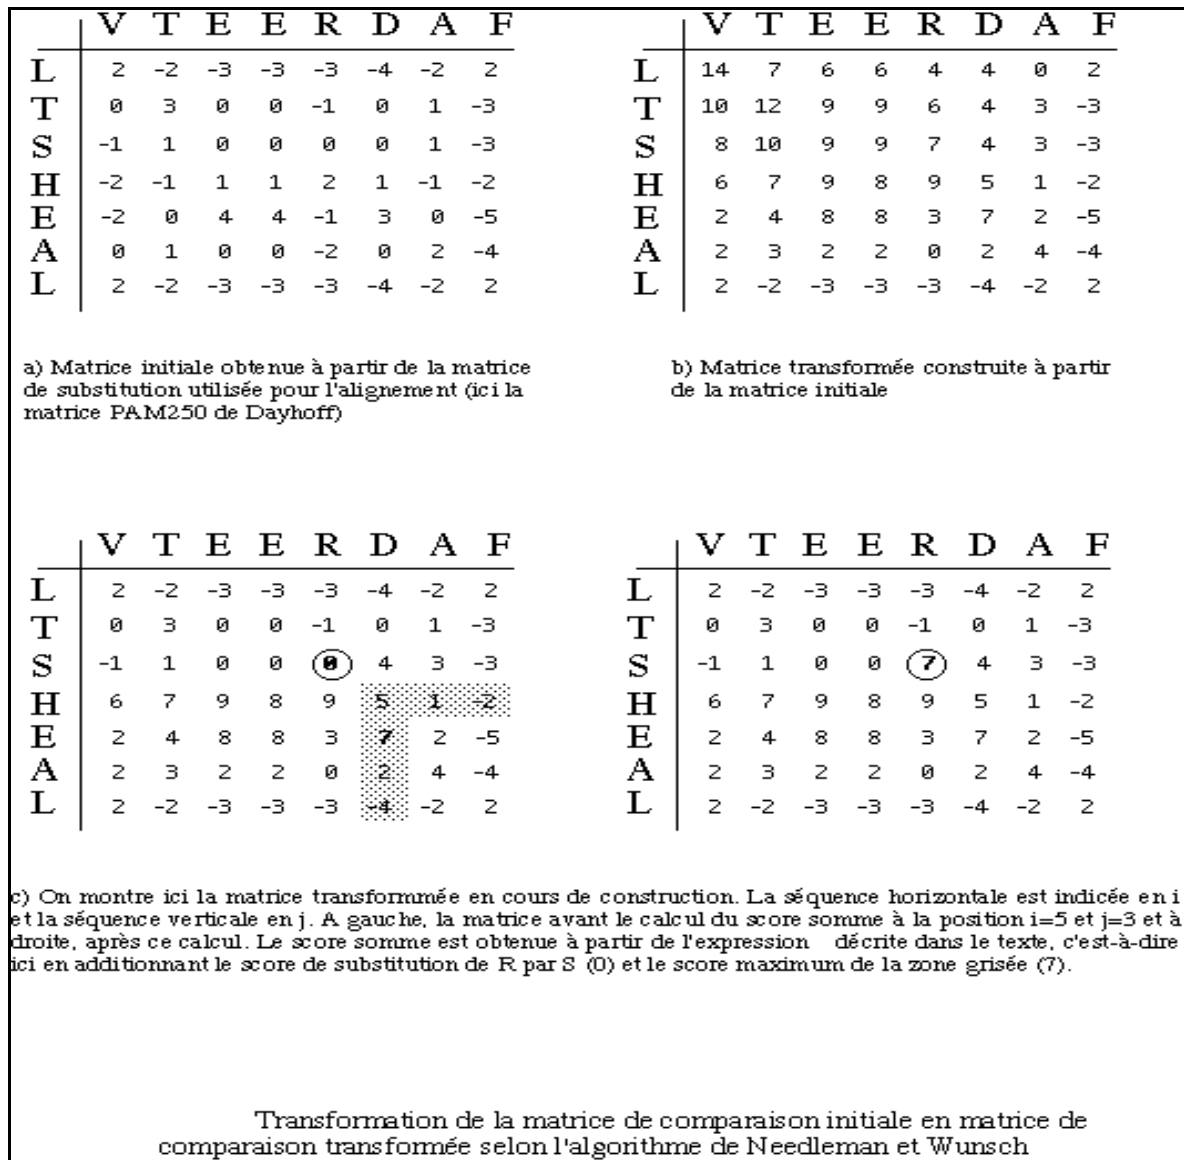 V T E E R D A F
L 2 -2 -3 -3 -3 -4 -2 2
T 0 3 0 0 -1 0 1 -3
S -1 1 0 0 0 0 1 -3
H -2 -1 1 1 2 1 -1 -2
E -2 0 4 4 -1 3 0 -5
A 0 1 0 0 -2 0 2 -4
L 2 -2 -3 -3 -3 -4 -2 2
a) Matrice initiale obtenue à partir de la matrice
de substitution utilisée pour l'alignement (ici la
matrice PAM250 de Dayhoff)
V T E E R D A F
L 14 7 6 6 4 4 0 2
T 10 12 9 9 6 4 3 -3
S 8 10 9 9 7 4 3 -3
H 6 7 9 8 9 5 1 -2
E 2 4 8 8 3 7 2 -5
A 2 3 2 2 0 2 4 -4
L 2 -2 -3 -3 -3 -4 -2 2
b) Matrice transformée construite à partir
de la matrice initiale
V T E E R D A F
L 2 -2 -3 -3 -3 -4 -2 2
T 0 3 0 0 -1 0 1 -3
S -1 1 0 0 0 4 3 -3
H 6 7 9 8 9 5 1 -2
E 2 4 8 8 3 7 2 -5
A 2 3 2 2 0 2 4 -4
L 2 -2 -3 -3 -3 -4 -2 2
V T E E R D A F
L 2 -2 -3 -3 -3 -4 -2 2
T 0 3 0 0 -1 0 1 -3
S -1 1 0 0 7 4 3 -3
H 6 7 9 8 9 5 1 -2
E 2 4 8 8 3 7 2 -5
A 2 3 2 2 0 2 4 -4
L 2 -2 -3 -3 -3 -4 -2 2
c) On montre ici la matrice transformmée en cours de construction. La séquence horizontale est indicée en i
et la séquence verticale en j. A gauche, la matrice avant le calcul du score somme à la position i=5 et j=3 et à
droite, après ce calcul. Le score somme est obtenue à partir de l'expression décrite dans le texte, c'est-à-dire
ici en additionnant le score de substitution de R par S (0) et le score maximum de la zone grisée (7).
Transformation de la matrice de comparaison initiale en matrice de
comparaison transformée selon l'algorithme de Needleman et Wunsch